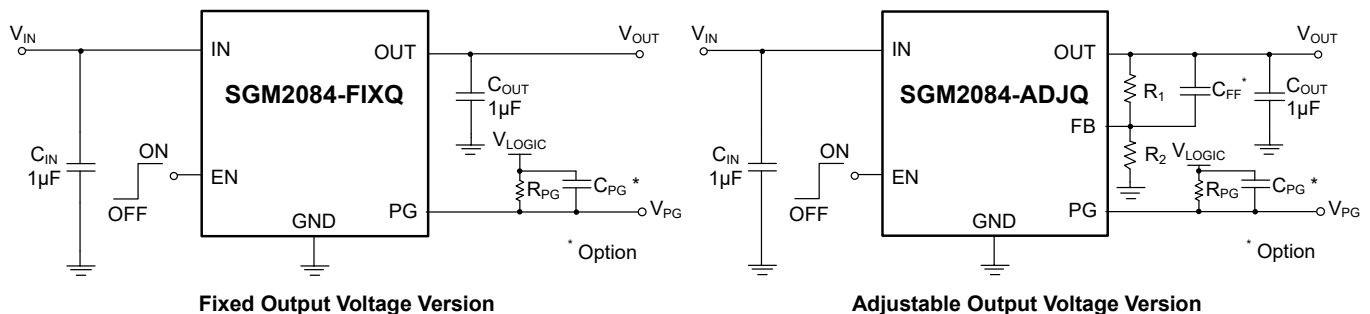 VIN
VOUT
IN
OUT
SGM2084-FIXQ
COUT
1µF
VLOGIC
CIN
1µF
ON
OFF
EN
RPG
CPG *
PG
VPG
GND
* Option
Fixed Output Voltage Version
VIN
VOUT
IN
OUT
SGM2084-ADJQ
R1
CFF *
COUT
1µF
FB
R2
VLOGIC
CIN
1µF
ON
OFF
EN
RPG
CPG *
PG
VPG
GND
* Option
Adjustable Output Voltage Version